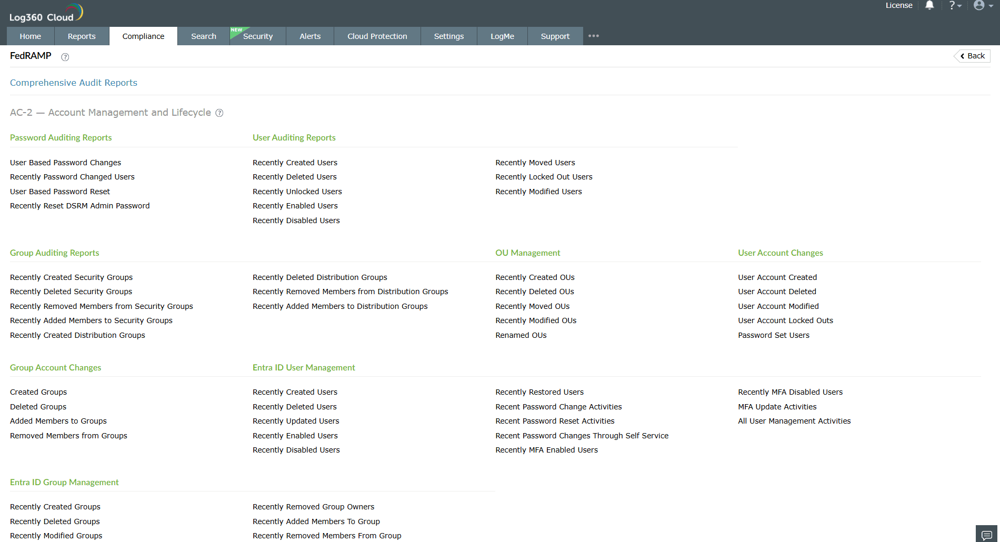 Log360 Cloud
License
?
Home
Reports
Compliance
Search
NEW
Security
Alerts
Cloud Protection
Settings
LogMe
Support
FedRAMP ?
Back
Comprehensive Audit Reports
AC-2 — Account Management and Lifecycle ?
Password Auditing Reports
User Based Password Changes
Recently Password Changed Users
User Based Password Reset
Recently Reset DSRM Admin Password
User Auditing Reports
Recently Created Users
Recently Deleted Users
Recently Unlocked Users
Recently Enabled Users
Recently Disabled Users
Recently Moved Users
Recently Locked Out Users
Recently Modified Users
Group Auditing Reports
Recently Created Security Groups
Recently Deleted Security Groups
Recently Removed Members from Security Groups
Recently Added Members to Security Groups
Recently Created Distribution Groups
Recently Deleted Distribution Groups
Recently Removed Members from Distribution Groups
Recently Added Members to Distribution Groups
OU Management
Recently Created OUs
Recently Deleted OUs
Recently Moved OUs
Recently Modified OUs
Renamed OUs
User Account Changes
User Account Created
User Account Deleted
User Account Modified
User Account Locked Outs
Password Set Users
Group Account Changes
Created Groups
Deleted Groups
Added Members to Groups
Removed Members from Groups
Entra ID User Management
Recently Created Users
Recently Deleted Users
Recently Updated Users
Recently Enabled Users
Recently Disabled Users
Recently Restored Users
Recent Password Change Activities
Recent Password Reset Activities
Recent Password Changes Through Self Service
Recently MFA Enabled Users
Recently MFA Disabled Users
MFA Update Activities
All User Management Activities
Entra ID Group Management
Recently Created Groups
Recently Deleted Groups
Recently Modified Groups
Recently Removed Group Owners
Recently Added Members To Group
Recently Removed Members From Group